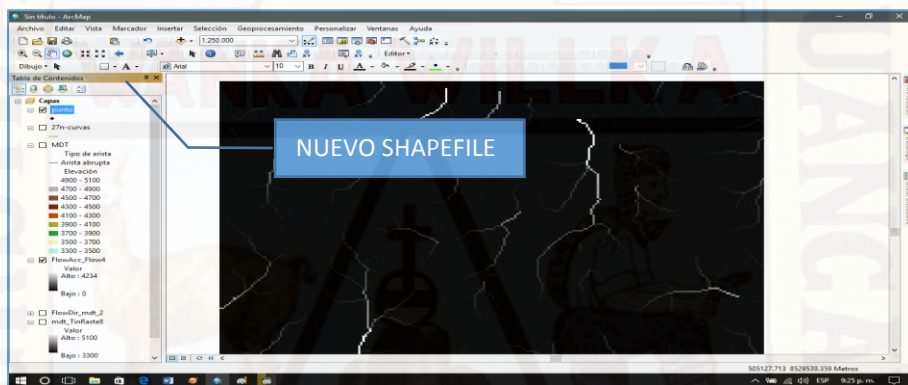 Sin título - ArcMap
Archivo Editar Vista Marcador Insertar Selección Geoprocesamiento Personalizar Ventanas Ayuda
1:250.000
Editor
Dibujo
Arial
10
B I U A
Tabla de Contenidos
Capas
punto
27n-curvas
MDT
Tipo de arista
Arista abrupta
Elevación
4900 - 5100
4700 - 4900
4500 - 4700
4300 - 4500
4100 - 4300
3900 - 4100
3700 - 3900
3500 - 3700
3300 - 3500
FlowAcc_Flow4
Valor
Alto : 4234
Bajo : 0
FlowDir_mdt_2
mdt_TinRaste8
Valor
Alto : 5100
Bajo : 3300
NUEVO SHAPEFILE
WANKA WILLKA
505127.713 8529539.359 Metros
ESP 9:25 p. m.